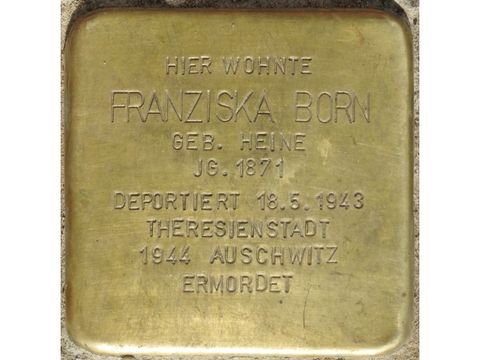 HIER WOHNTE
FRANZISKA BORN
GEB. HEINE
JG. 1871
DEPORTIERT 18.5.1943
THERESIENSTADT
1944 AUSCHWITZ
ERMORDET